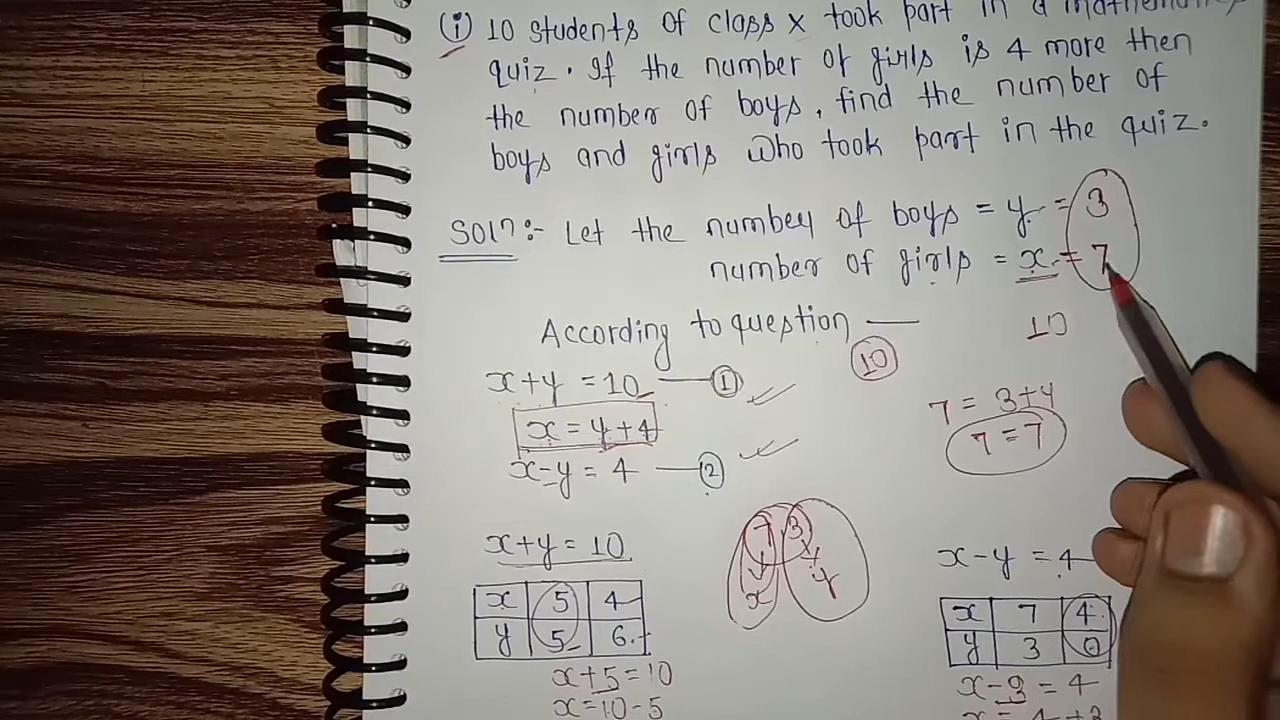 (i) 10 students of class x took part in a mathematics
quiz. If the number of girls is 4 more then
the number of boys, find the number of
boys and girls who took part in the quiz.
Soln:- Let the number of boys = y = 3
number of girls = x = 7
According to question —
10
10
x+y = 10 — 1
x = y+4
x-y = 4 — 2
7 = 3+4
7 = 7
7 3
x y
x+y = 10
x 5 4
y 5 6
x+5 = 10
x = 10-5
x-y = 4
x 7 4
y 3 0
x-3 = 4
x = 4+3